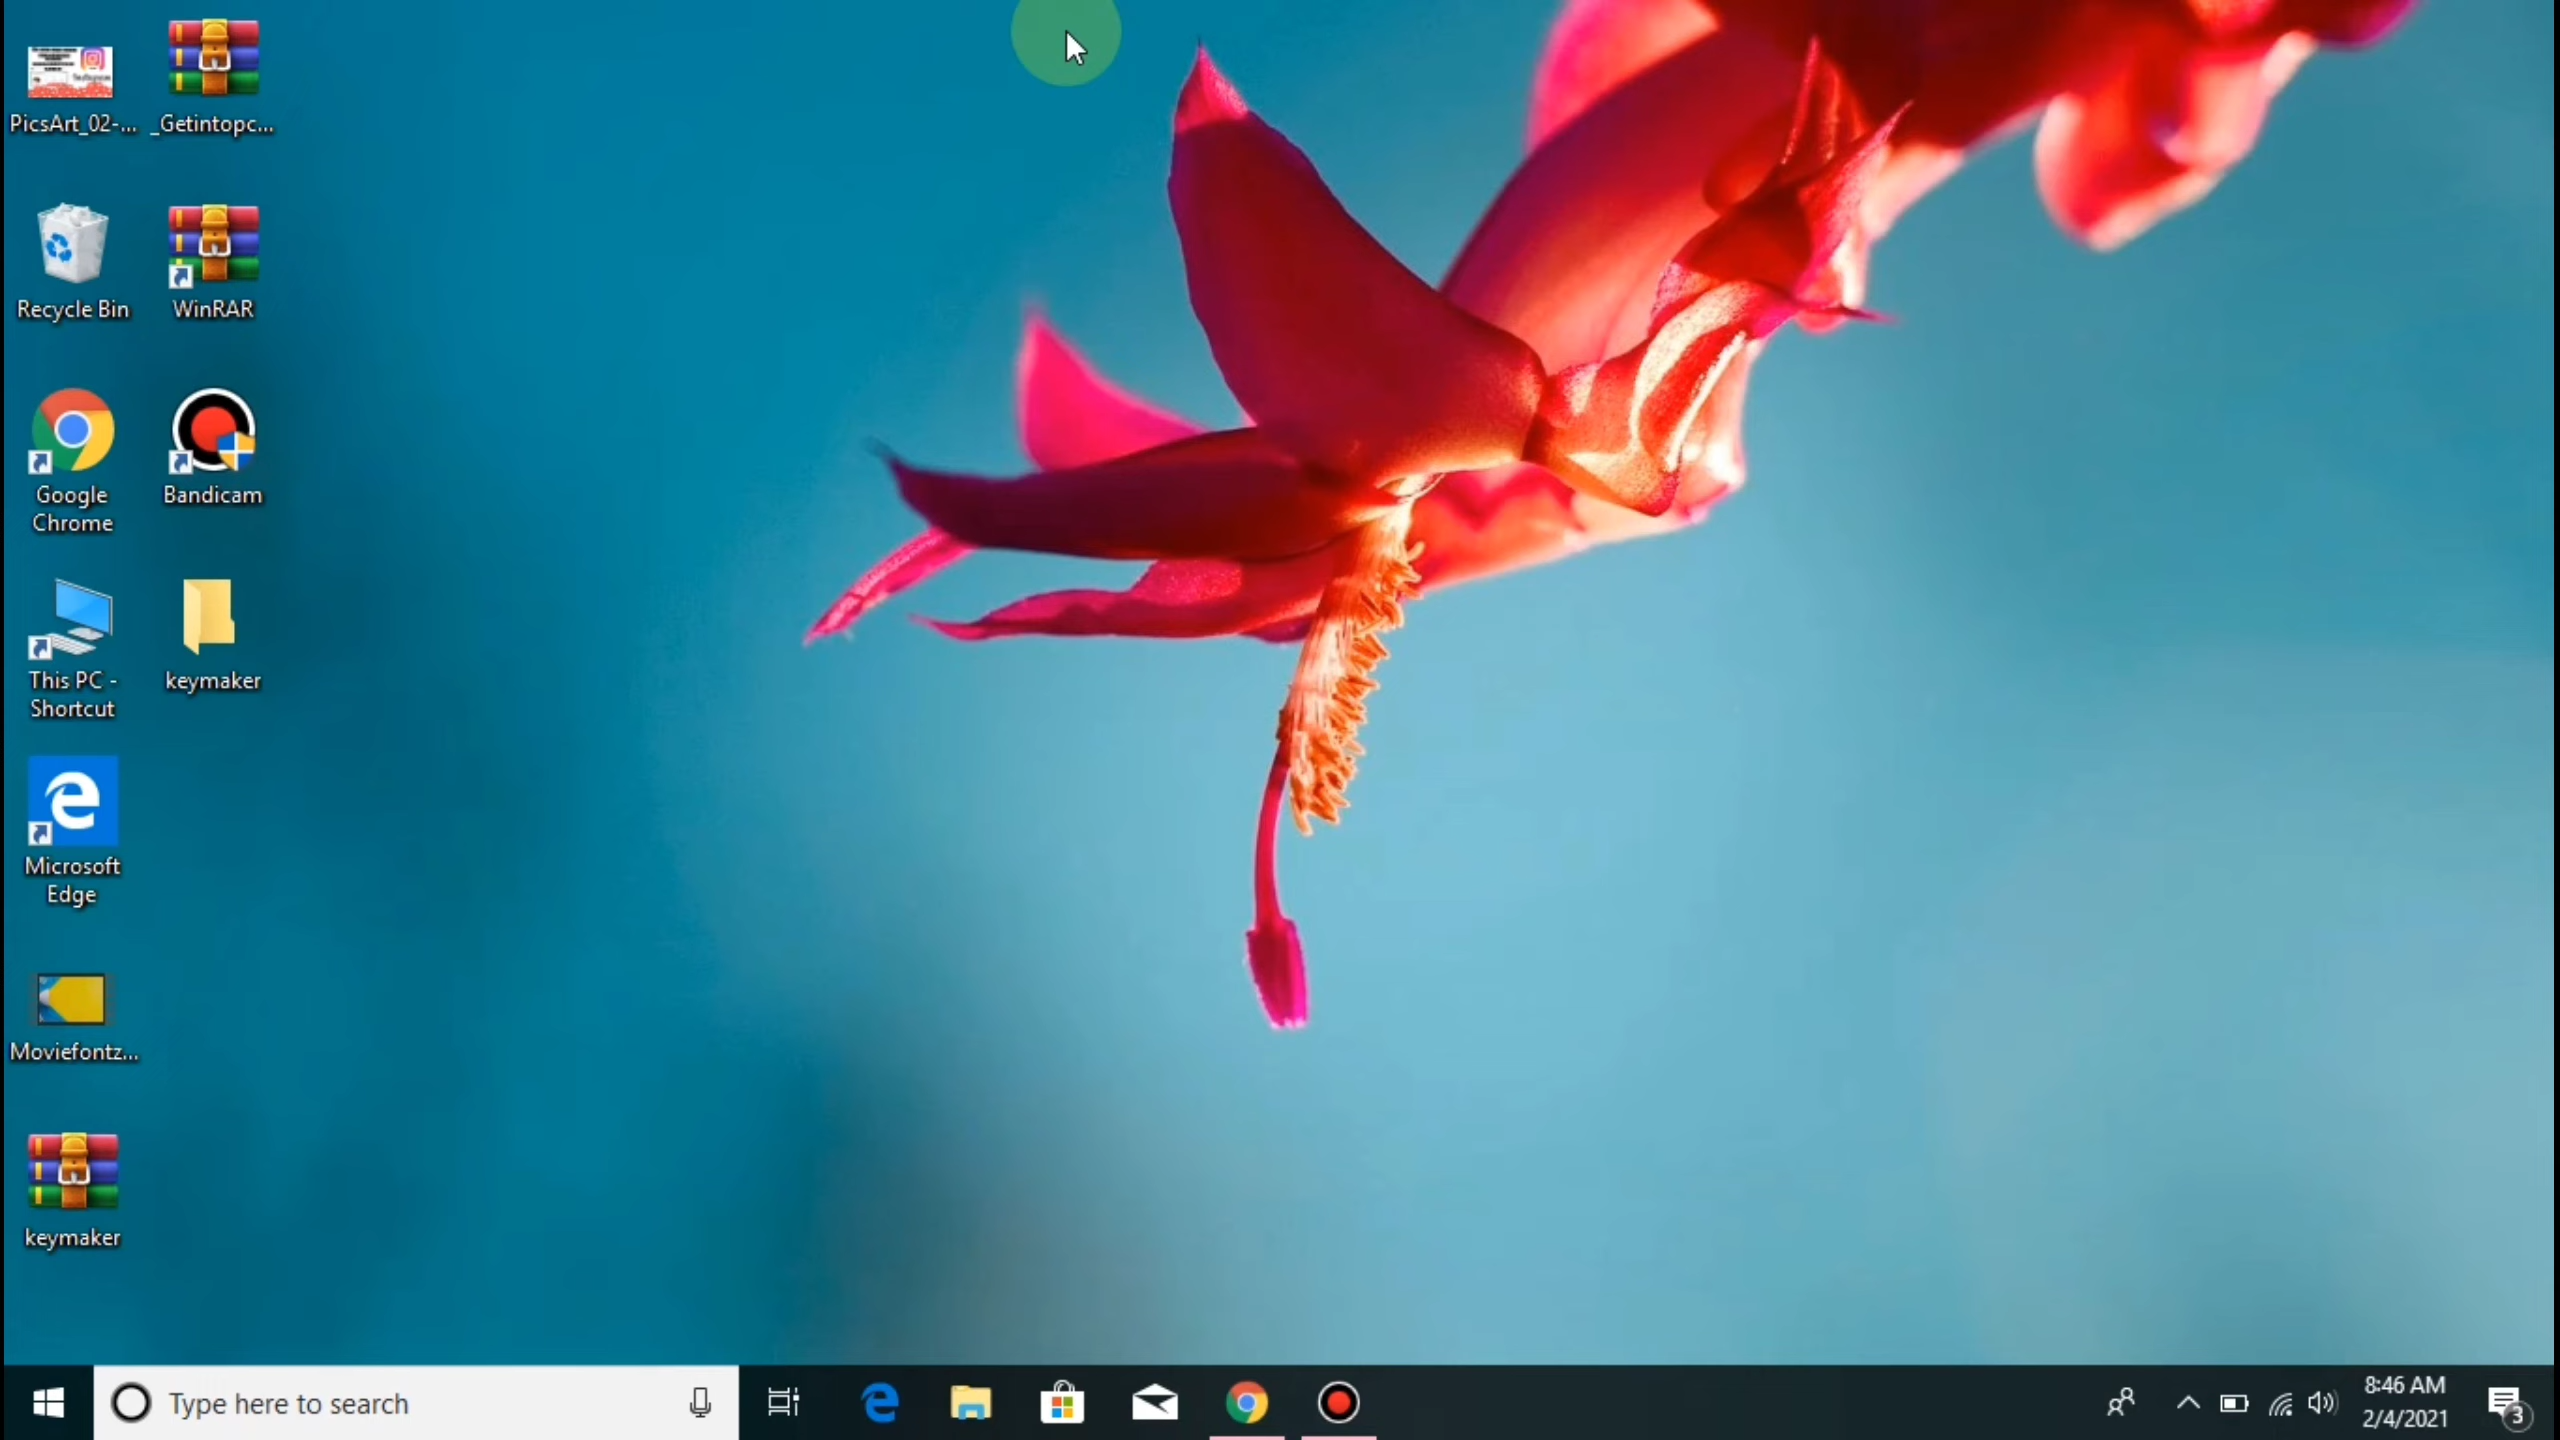 PicsArt_02-...
_Getintopc...
Recycle Bin
WinRAR
Google
Chrome
Bandicam
This PC -
Shortcut
keymaker
Microsoft
Edge
Moviefontz...
keymaker
Type here to search
8:46 AM
2/4/2021
3